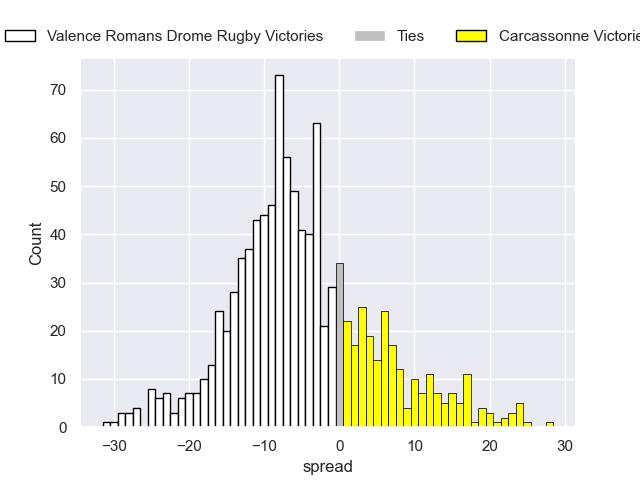 Valence Romans Drome Rugby Victories Ties Carcassonne Victorie
70
60
50
40
30
20
10
0
Count
−30 −20 −10 0 10 20 30
spread